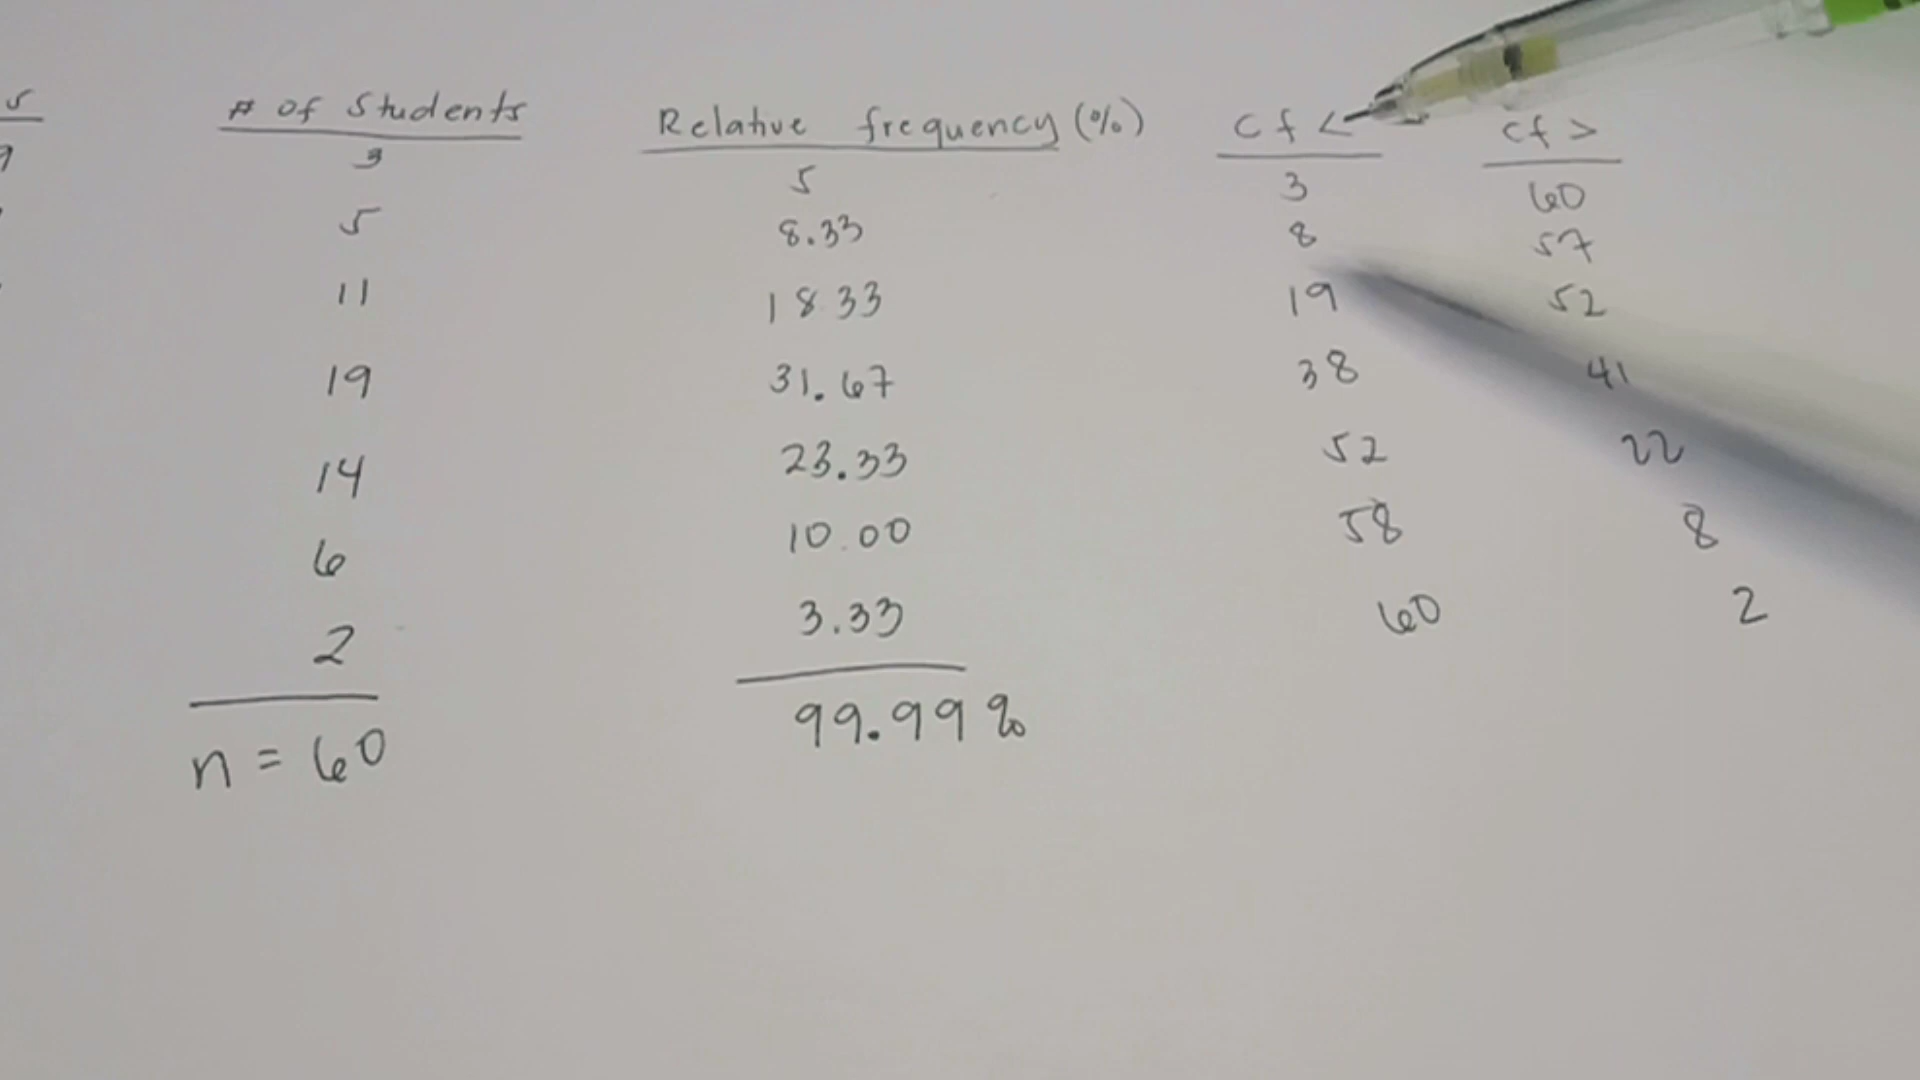 # of Students Relative frequency (%) cf < cf >
3 5 3 60
5 8.33 8 57
11 18.33 19 52
19 31.67 38 41
14 23.33 52 22
6 10.00 58 8
2 3.33 60 2
n = 60 99.99%